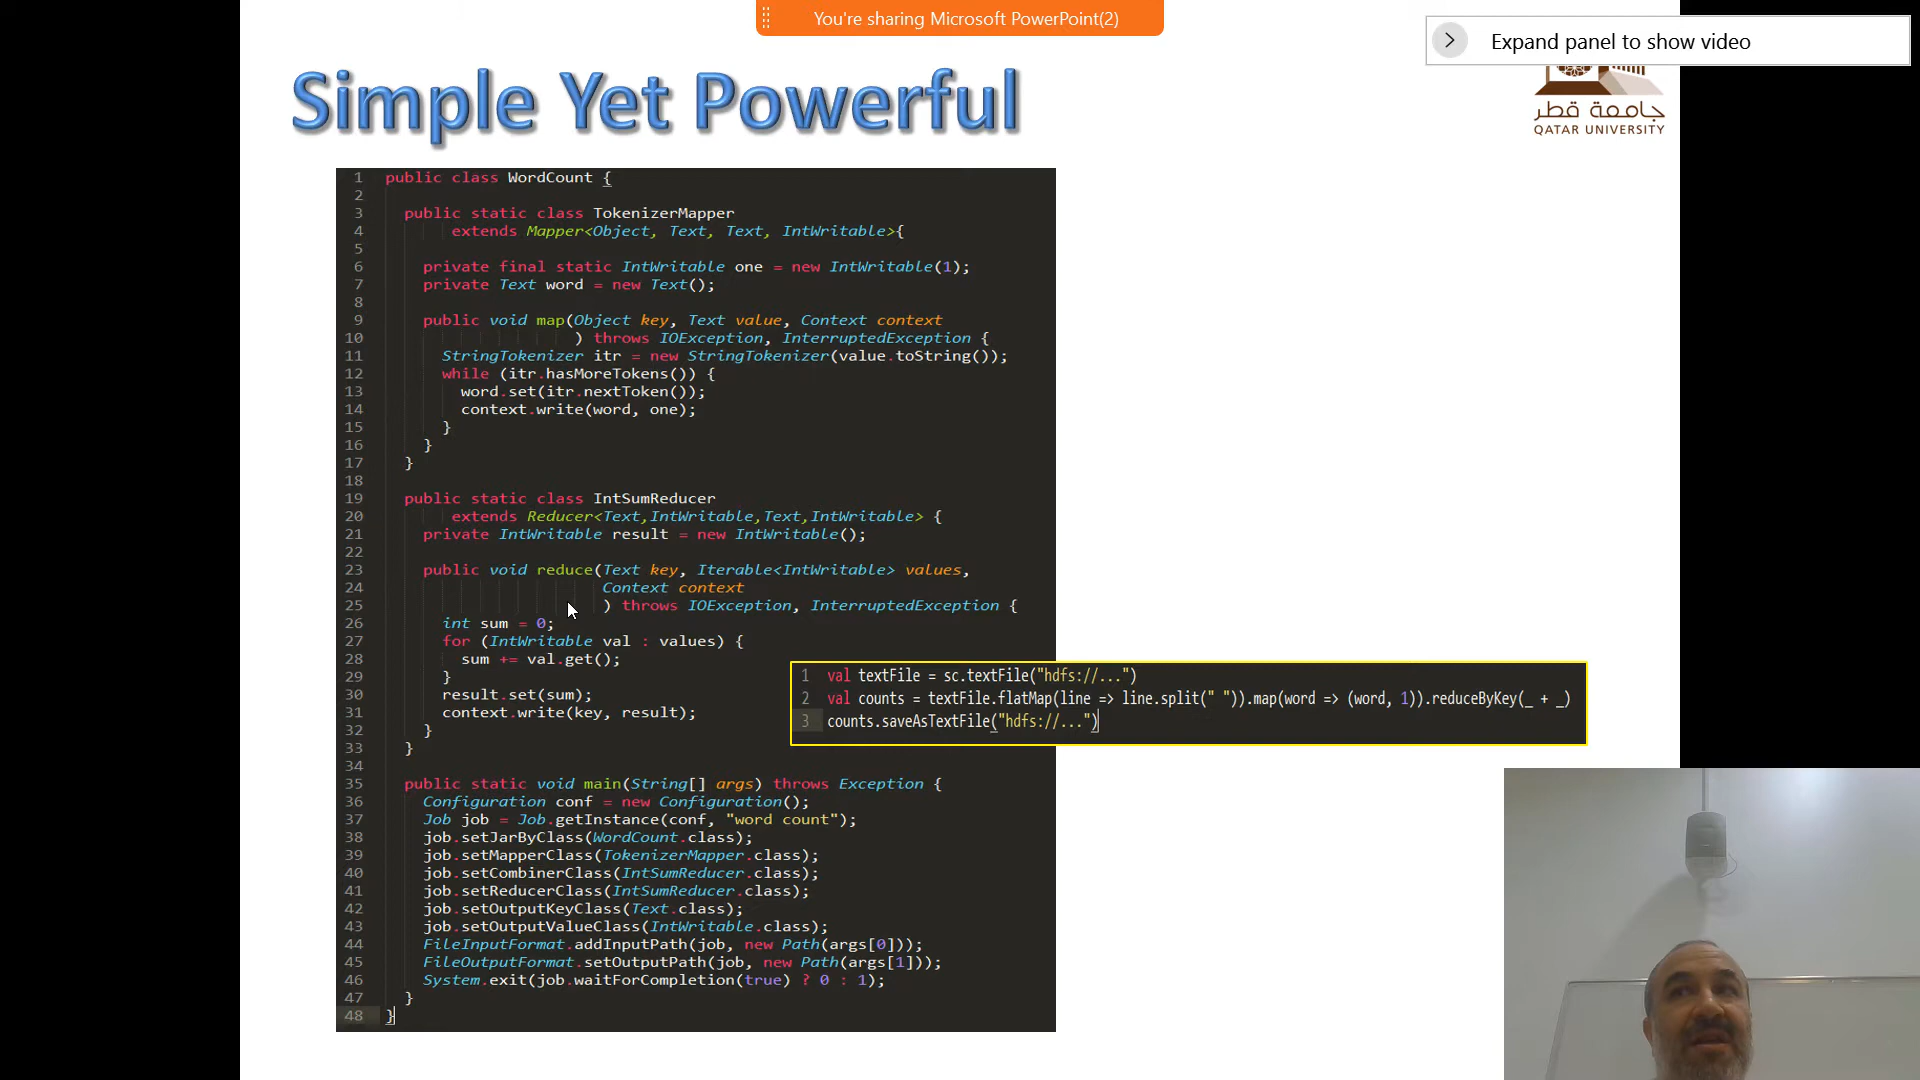 You're sharing Microsoft PowerPoint(2)
Expand panel to show video
Simple Yet Powerful
جامعة قطر
QATAR UNIVERSITY
1 public class WordCount {
2
3 public static class TokenizerMapper
4 extends Mapper<Object, Text, Text, IntWritable>{
5
6 private final static IntWritable one = new IntWritable(1);
7 private Text word = new Text();
8
9 public void map(Object key, Text value, Context context
10 ) throws IOException, InterruptedException {
11 StringTokenizer itr = new StringTokenizer(value.toString());
12 while (itr.hasMoreTokens()) {
13 word.set(itr.nextToken());
14 context.write(word, one);
15 }
16 }
17 }
18
19 public static class IntSumReducer
20 extends Reducer<Text,IntWritable,Text,IntWritable> {
21 private IntWritable result = new IntWritable();
22
23 public void reduce(Text key, Iterable<IntWritable> values,
24 Context context
25 ) throws IOException, InterruptedException {
26 int sum = 0;
27 for (IntWritable val : values) {
28 sum += val.get();
29 }
30 result.set(sum);
31 context.write(key, result);
32 }
33 }
34
35 public static void main(String[] args) throws Exception {
36 Configuration conf = new Configuration();
37 Job job = Job.getInstance(conf, "word count");
38 job.setJarByClass(WordCount.class);
39 job.setMapperClass(TokenizerMapper.class);
40 job.setCombinerClass(IntSumReducer.class);
41 job.setReducerClass(IntSumReducer.class);
42 job.setOutputKeyClass(Text.class);
43 job.setOutputValueClass(IntWritable.class);
44 FileInputFormat.addInputPath(job, new Path(args[0]));
45 FileOutputFormat.setOutputPath(job, new Path(args[1]));
46 System.exit(job.waitForCompletion(true) ? 0 : 1);
47 }
48 }
1 val textFile = sc.textFile("hdfs://...")
2 val counts = textFile.flatMap(line => line.split(" ")).map(word => (word, 1)).reduceByKey(_ + _)
3 counts.saveAsTextFile("hdfs://...")